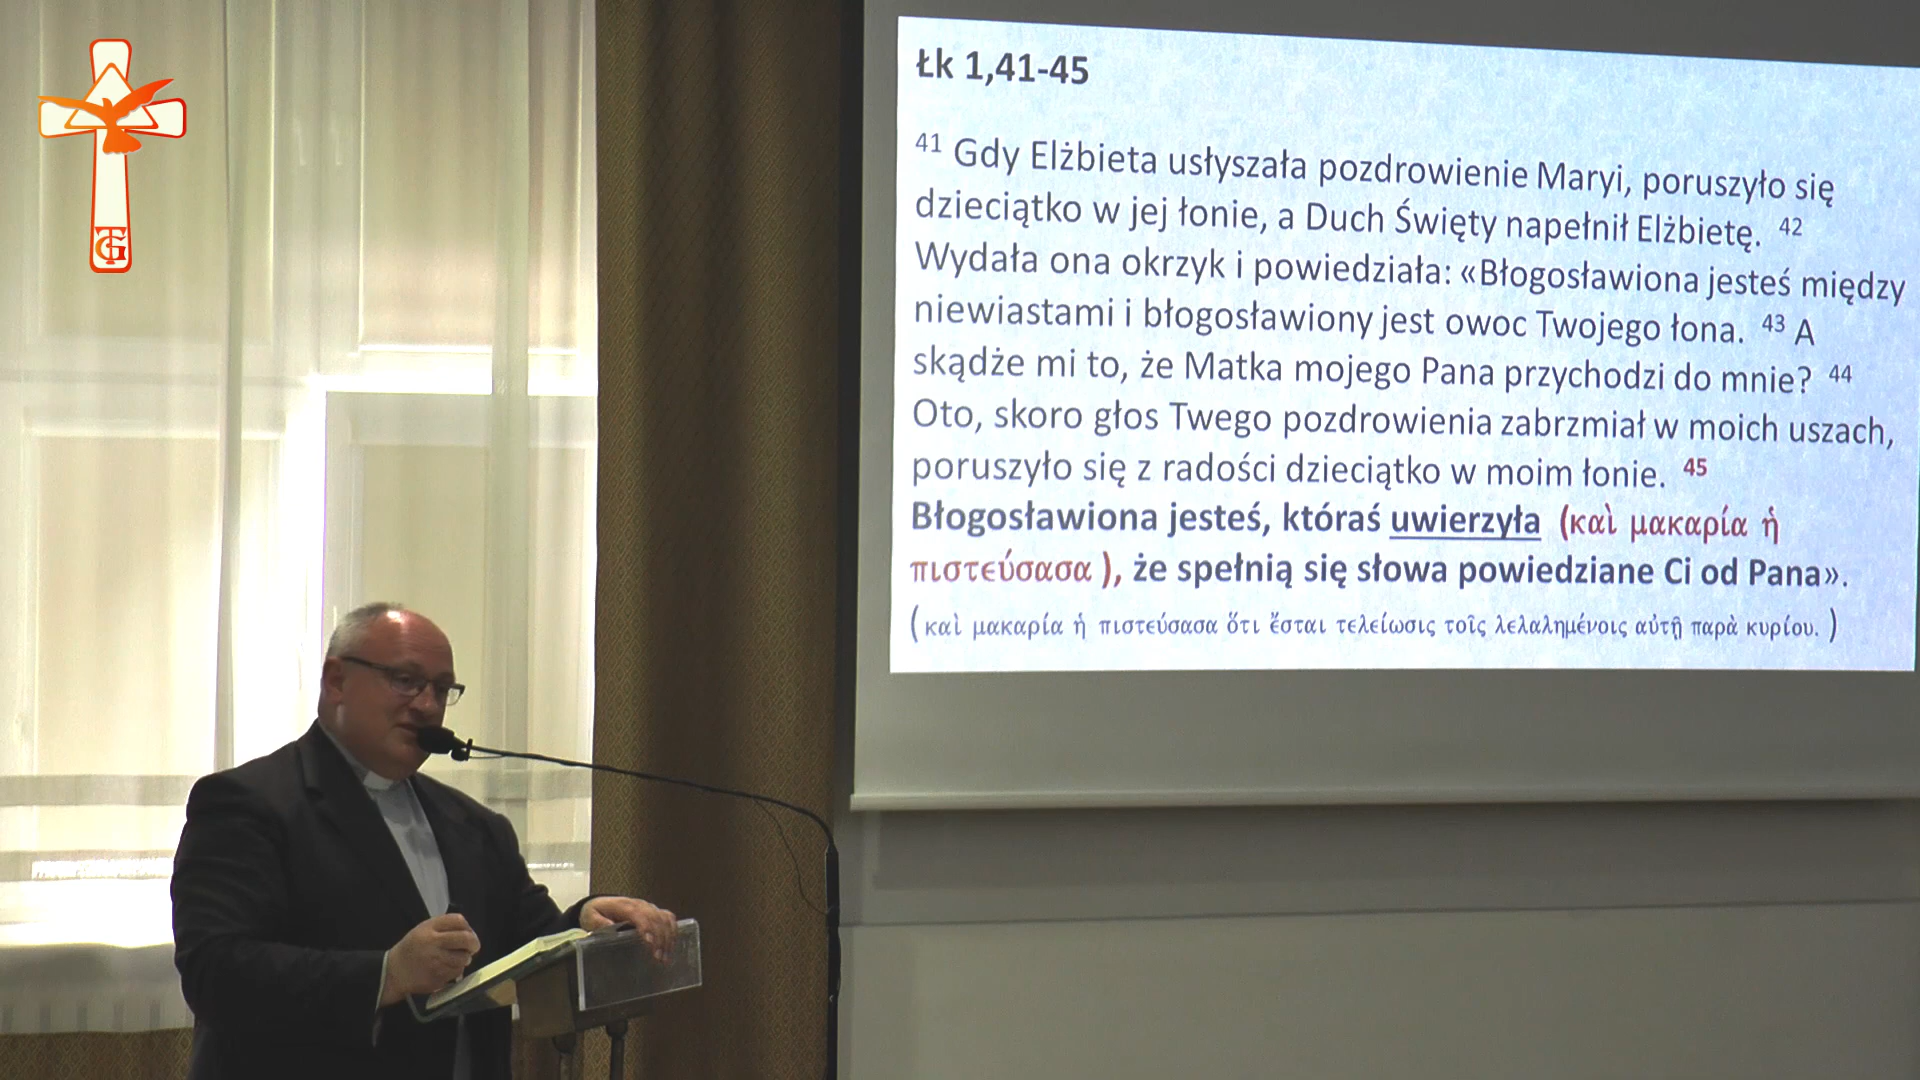 Łk 1,41-45
41 Gdy Elżbieta usłyszała pozdrowienie Maryi, poruszyło się
dzieciątko w jej łonie, a Duch Święty napełnił Elżbietę. 42
Wydała ona okrzyk i powiedziała: «Błogosławiona jesteś między
niewiastami i błogosławiony jest owoc Twojego łona. 43 A
skądże mi to, że Matka mojego Pana przychodzi do mnie? 44
Oto, skoro głos Twego pozdrowienia zabrzmiał w moich uszach,
poruszyło się z radości dzieciątko w moim łonie. 45
Błogosławiona jesteś, któraś uwierzyła (καὶ μακαρία ἡ
πιστεύσασα), że spełnią się słowa powiedziane Ci od Pana».
(καὶ μακαρία ἡ πιστεύσασα ὅτι ἔσται τελείωσις τοῖς λελαλημένοις αὐτῇ παρὰ κυρίου.)